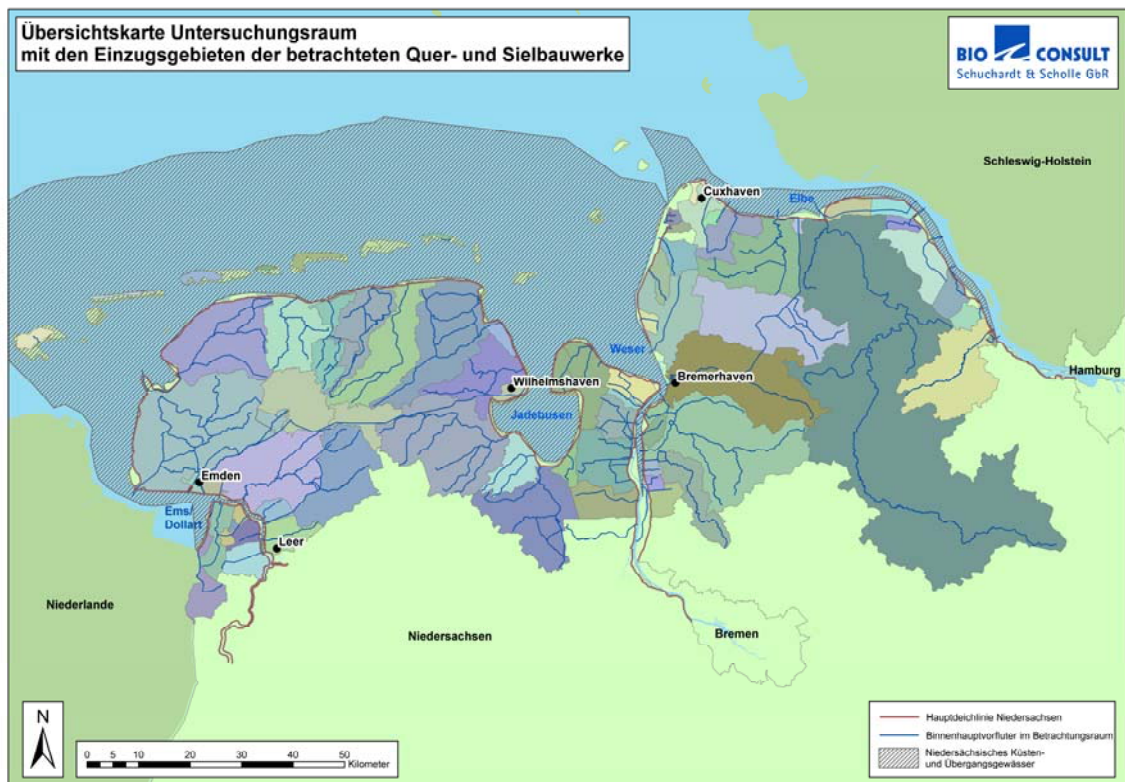 Übersichtskarte Untersuchungsraum
mit den Einzugsgebieten der betrachteten Quer- und Sielbauwerke
BIO CONSULT
Schuchardt & Scholle GbR
Schleswig-Holstein
Cuxhaven
Elbe
Weser
Hamburg
Wilhelmshaven
Bremerhaven
Jadebusen
Emden
Ems/
Dollart
Leer
Niederlande
Niedersachsen
Bremen
N
0 5 10 20 30 40 50
Kilometer
Hauptdeichlinie Niedersachsen
Binnenhauptvorfluter im Betrachtungsraum
Niedersächsisches Küsten-
und Übergangsgewässer